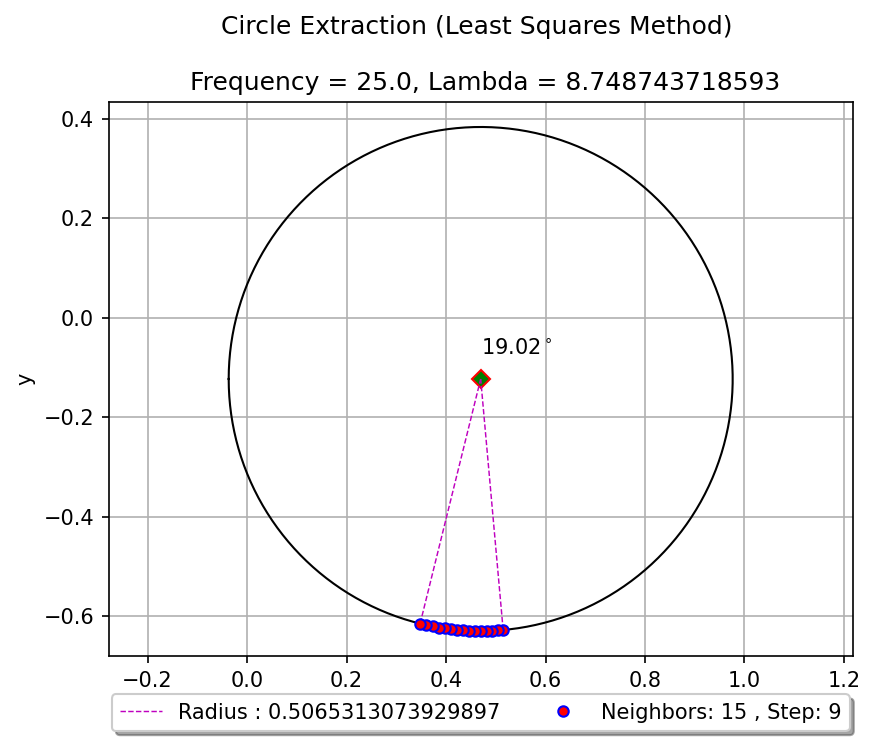 Circle Extraction (Least Squares Method)
Frequency = 25.0, Lambda = 8.748743718593
0.4
0.2
0.0
−0.2
−0.4
−0.6
y
19.02°
−0.2 0.0 0.2 0.4 0.6 0.8 1.0 1.2
Radius : 0.5065313073929897 Neighbors: 15 , Step: 9